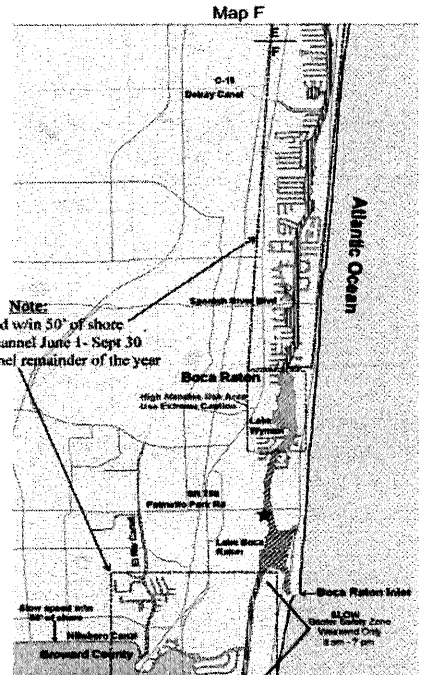 Map F
E
F
C-15
Delray Canal
Atlantic Ocean
Spanish River Blvd
Note:
d w/in 50' of shore
annel June 1- Sept 30
nel remainder of the year
Boca Raton
High Manatee Use Area
Use Extreme Caution
Lake
Wyman
Palmetto Park Rd
El Rio Canal
Lake Boca
Raton
Boca Raton Inlet
Slow speed w/in
50' of shore
Hillsboro Canal
Broward County
SLOW
Boater Safety Zone
Weekend Only
8 am - 7 pm